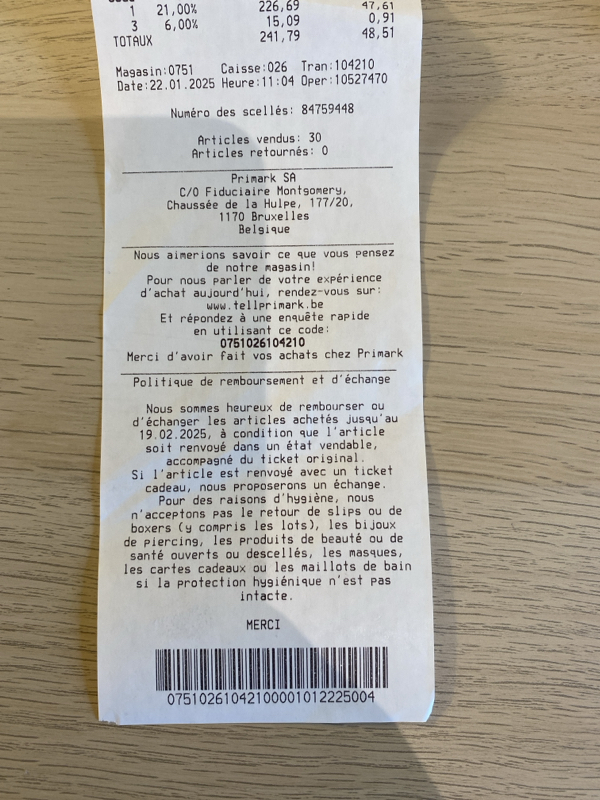 1 21,00% 226,69 47,61
3 6,00% 15,09 0,91
TOTAUX 241,79 48,51
Magasin:0751 Caisse:026 Tran:104210
Date:22.01.2025 Heure:11:04 Oper:10527470
Numéro des scellés: 84759448
Articles vendus: 30
Articles retournés: 0
Primark SA
C/O Fiduciaire Montgomery,
Chaussée de la Hulpe, 177/20,
1170 Bruxelles
Belgique
Nous aimerions savoir ce que vous pensez
de notre magasin!
Pour nous parler de votre expérience
d'achat aujourd'hui, rendez-vous sur:
www.tellprimark.be
Et répondez à une enquête rapide
en utilisant ce code:
0751026104210
Merci d'avoir fait vos achats chez Primark
Politique de remboursement et d'échange
Nous sommes heureux de rembourser ou
d'échanger les articles achetés jusqu'au
19.02.2025, à condition que l'article
soit renvoyé dans un état vendable,
accompagné du ticket original.
Si l'article est renvoyé avec un ticket
cadeau, nous proposerons un échange.
Pour des raisons d'hygiène, nous
n'acceptons pas le retour de slips ou de
boxers (y compris les lots), les bijoux
de piercing, les produits de beauté ou de
santé ouverts ou descellés, les masques,
les cartes cadeaux ou les maillots de bain
si la protection hygiénique n'est pas
intacte.
MERCI
07510261042100001012225004